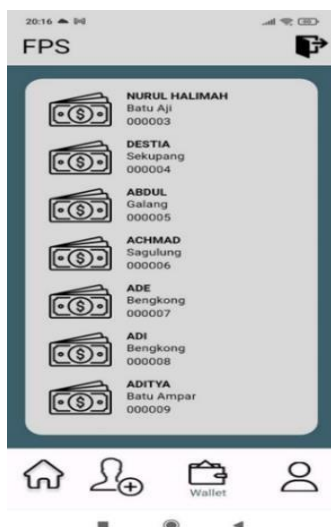 20:16
FPS
NURUL HALIMAH
Batu Aji
000003
DESTIA
Sekupang
000004
ABDUL
Galang
000005
ACHMAD
Sagulung
000006
ADE
Bengkong
000007
ADI
Bengkong
000008
ADITYA
Batu Ampar
000009
Wallet